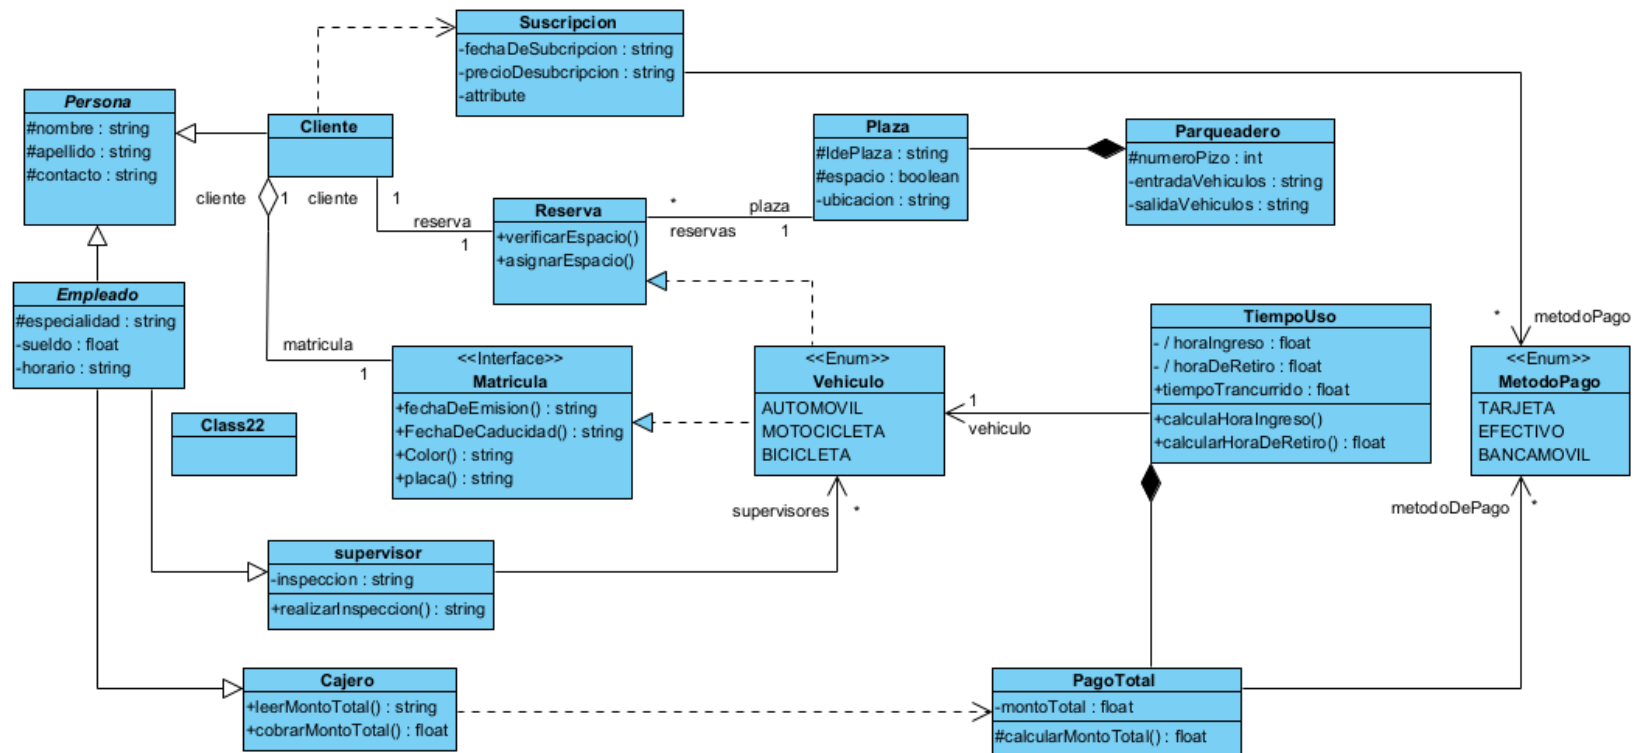 Suscripcion
-fechaDeSubcripcion : string
-precioDesubcripcion : string
-attribute
Persona
#nombre : string
#apellido : string
#contacto : string
Cliente
Plaza
#IdePlaza : string
#espacio : boolean
-ubicacion : string
Parqueadero
#numeroPizo : int
-entradaVehiculos : string
-salidaVehiculos : string
cliente
1
cliente
1
reserva
1
Reserva
+verificarEspacio()
+asignarEspacio()
*
reservas
plaza
1
Empleado
#especialidad : string
-sueldo : float
-horario : string
matricula
1
<<Interface>>
Matricula
+fechaDeEmision() : string
+FechaDeCaducidad() : string
+Color() : string
+placa() : string
<<Enum>>
Vehiculo
AUTOMOVIL
MOTOCICLETA
BICICLETA
1
vehiculo
TiempoUso
- / horaIngreso : float
- / horaDeRetiro : float
+tiempoTrancurrido : float
+calculaHoraIngreso()
+calcularHoraDeRetiro() : float
* metodoPago
<<Enum>>
MetodoPago
TARJETA
EFECTIVO
BANCAMOVIL
Class22
supervisores *
metodoDePago *
supervisor
-inspeccion : string
+realizarInspeccion() : string
Cajero
+leerMontoTotal() : string
+cobrarMontoTotal() : float
PagoTotal
-montoTotal : float
#calcularMontoTotal() : float